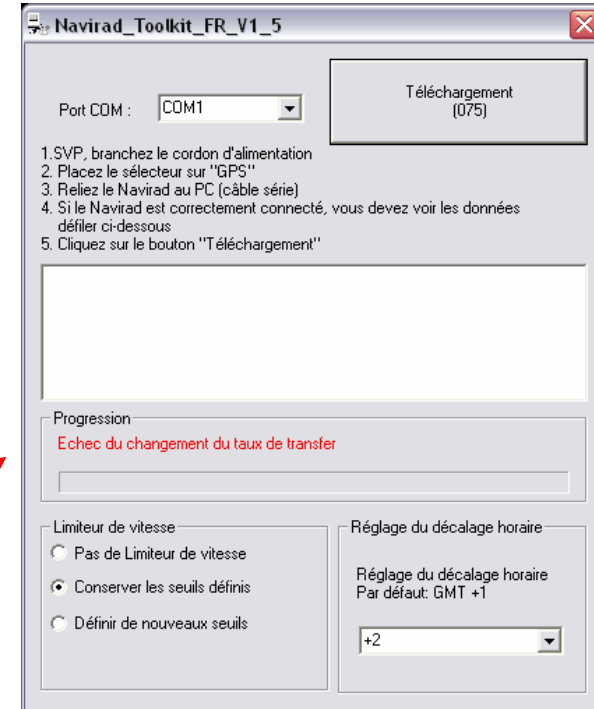 Navirad_Toolkit_FR_V1_5
Port COM :
COM1
Téléchargement
(075)
1.SVP, branchez le cordon d'alimentation
2. Placez le sélecteur sur "GPS"
3. Reliez le Navirad au PC (câble série)
4. Si le Navirad est correctement connecté, vous devez voir les données
défiler ci-dessous
5. Cliquez sur le bouton "Téléchargement"
Progression
Echec du changement du taux de transfer
Limiteur de vitesse
Pas de Limiteur de vitesse
Conserver les seuils définis
Définir de nouveaux seuils
Réglage du décalage horaire
Réglage du décalage horaire
Par défaut: GMT +1
+2